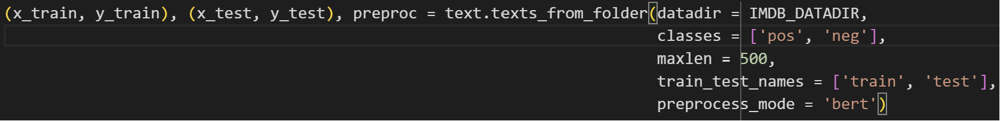 (x_train, y_train), (x_test, y_test), preproc = text.texts_from_folder(datadir = IMDB_DATADIR,
classes = ['pos', 'neg'],
maxlen = 500,
train_test_names = ['train', 'test'],
preprocess_mode = 'bert')